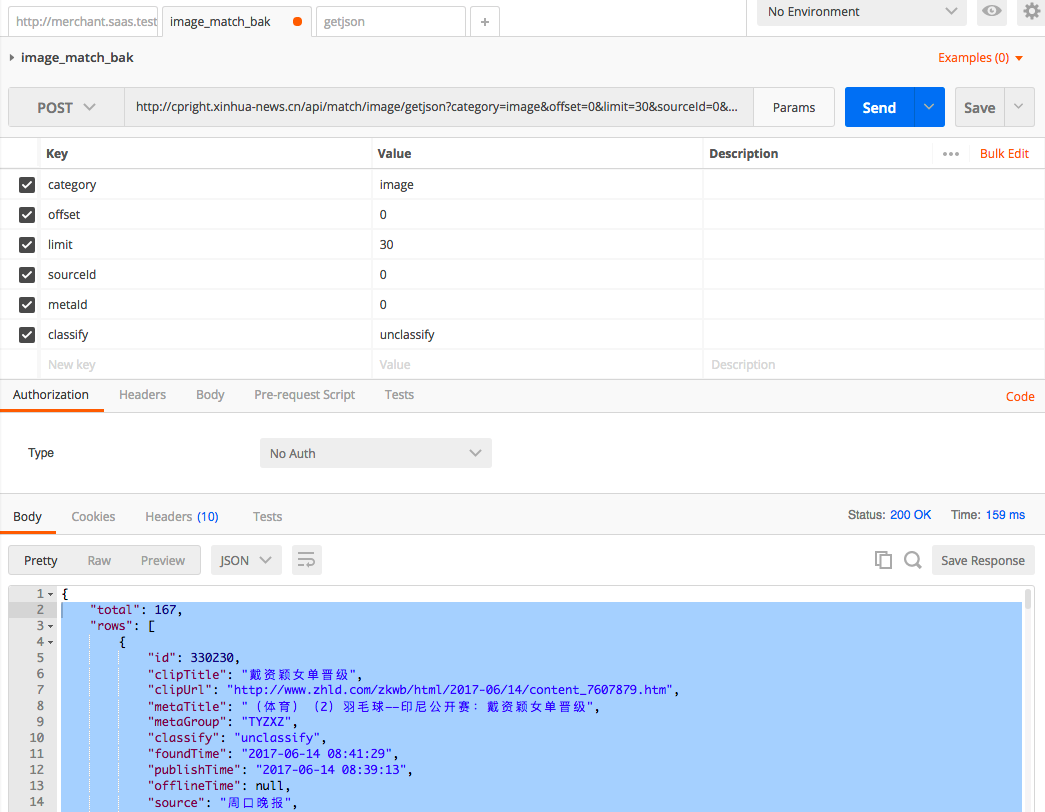 http://merchant.saas.test image_match_bak getjson + No Environment
image_match_bak Examples (0)
POST http://cpright.xinhua-news.cn/api/match/image/getjson?category=image&offset=0&limit=30&sourceId=0&... Params Send Save
Key Value Description ••• Bulk Edit
category image
offset 0
limit 30
sourceId 0
metaId 0
classify unclassify
New key Value Description
Authorization Headers Body Pre-request Script Tests Code
Type No Auth
Body Cookies Headers (10) Tests Status: 200 OK Time: 159 ms
Pretty Raw Preview JSON Save Response
1 {
2 "total": 167,
3 "rows": [
4 {
5 "id": 330230,
6 "clipTitle": "戴资颖女单晋级",
7 "clipUrl": "http://www.zhld.com/zkwb/html/2017-06/14/content_7607879.htm",
8 "metaTitle": "（体育）（2）羽毛球——印尼公开赛：戴资颖女单晋级",
9 "metaGroup": "TYZXZ",
10 "classify": "unclassify",
11 "foundTime": "2017-06-14 08:41:29",
12 "publishTime": "2017-06-14 08:39:13",
13 "offlineTime": null,
14 "source": "周口晚报",